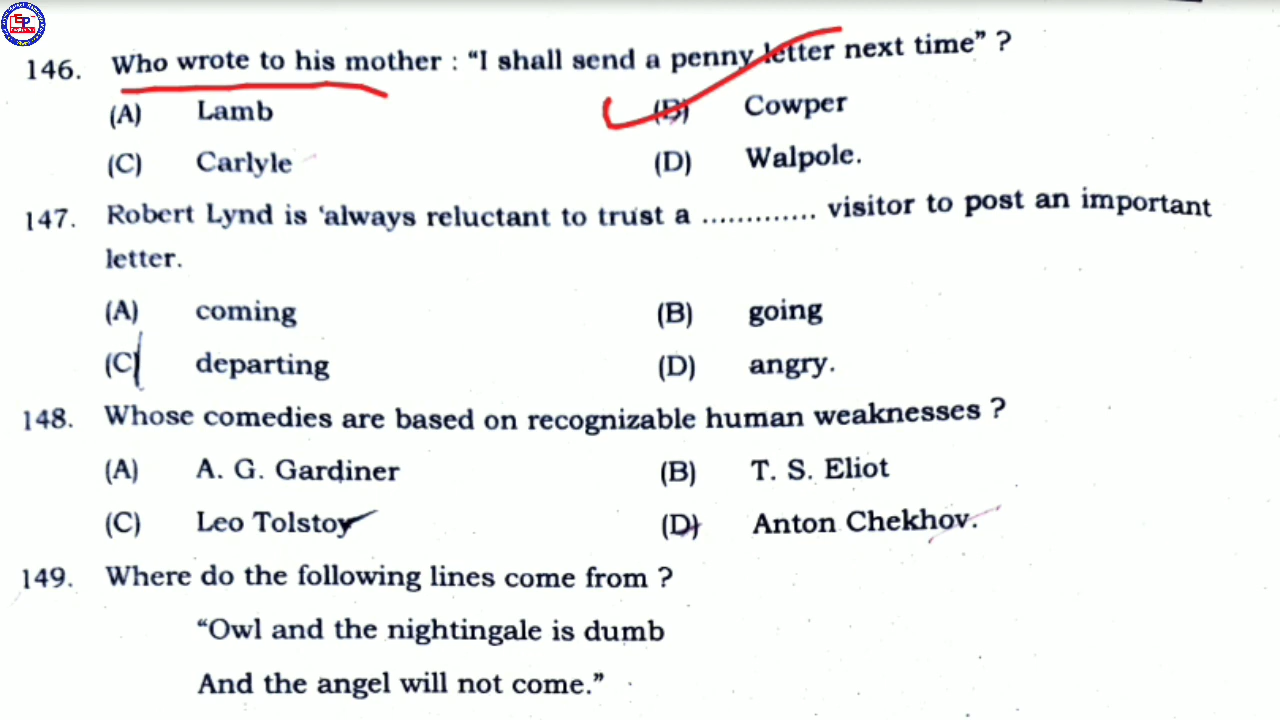 EP
146. Who wrote to his mother : “I shall send a penny letter next time” ?
(A) Lamb (B) Cowper
(C) Carlyle (D) Walpole.
147. Robert Lynd is ‘always reluctant to trust a ............. visitor to post an important
letter.
(A) coming (B) going
(C) departing (D) angry.
148. Whose comedies are based on recognizable human weaknesses ?
(A) A. G. Gardiner (B) T. S. Eliot
(C) Leo Tolstoy (D) Anton Chekhov.
149. Where do the following lines come from ?
“Owl and the nightingale is dumb
And the angel will not come.”